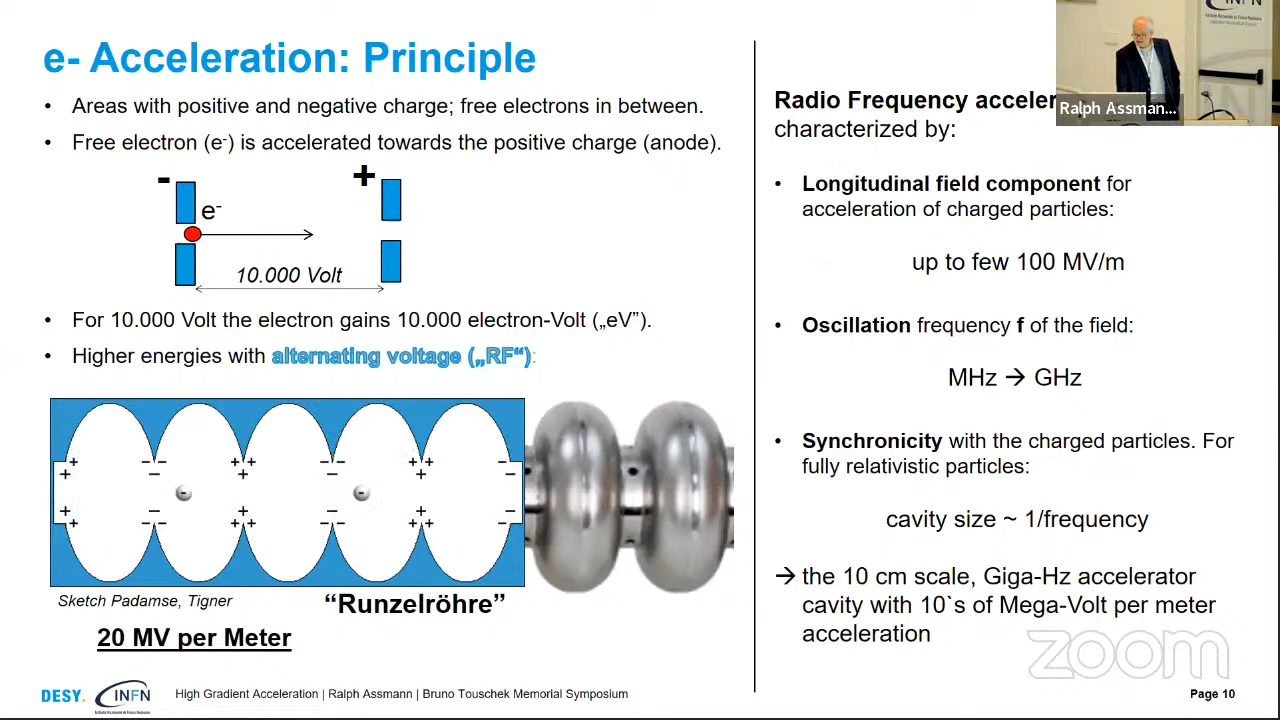 e- Acceleration: Principle
• Areas with positive and negative charge; free electrons in between.
• Free electron (e-) is accelerated towards the positive charge (anode).
- +
e-
10.000 Volt
• For 10.000 Volt the electron gains 10.000 electron-Volt („eV”).
• Higher energies with alternating voltage („RF“):
+ + - - + + - - + + -
+ - + - + -
- -
+ - + - + -
+ + - - + + - - + + -
Sketch Padamse, Tigner
“Runzelröhre”
20 MV per Meter
Radio Frequency acceler
characterized by:
• Longitudinal field component for
acceleration of charged particles:
up to few 100 MV/m
• Oscillation frequency f of the field:
MHz → GHz
• Synchronicity with the charged particles. For
fully relativistic particles:
cavity size ~ 1/frequency
→ the 10 cm scale, Giga-Hz accelerator
cavity with 10`s of Mega-Volt per meter
acceleration
INFN
Ralph Assman...
zoom
DESY. INFN
High Gradient Acceleration | Ralph Assmann | Bruno Touschek Memorial Symposium
Page 10